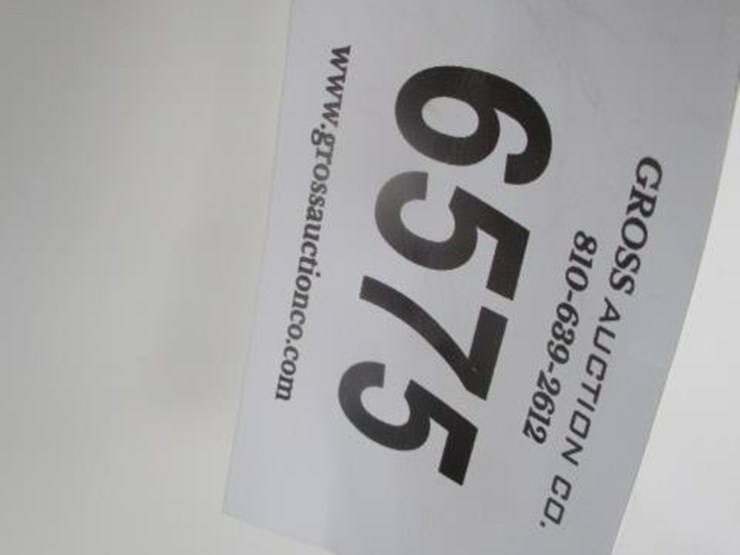 GROSS AUCTION CO.
810-639-2612
6575
www.grossauctionco.com